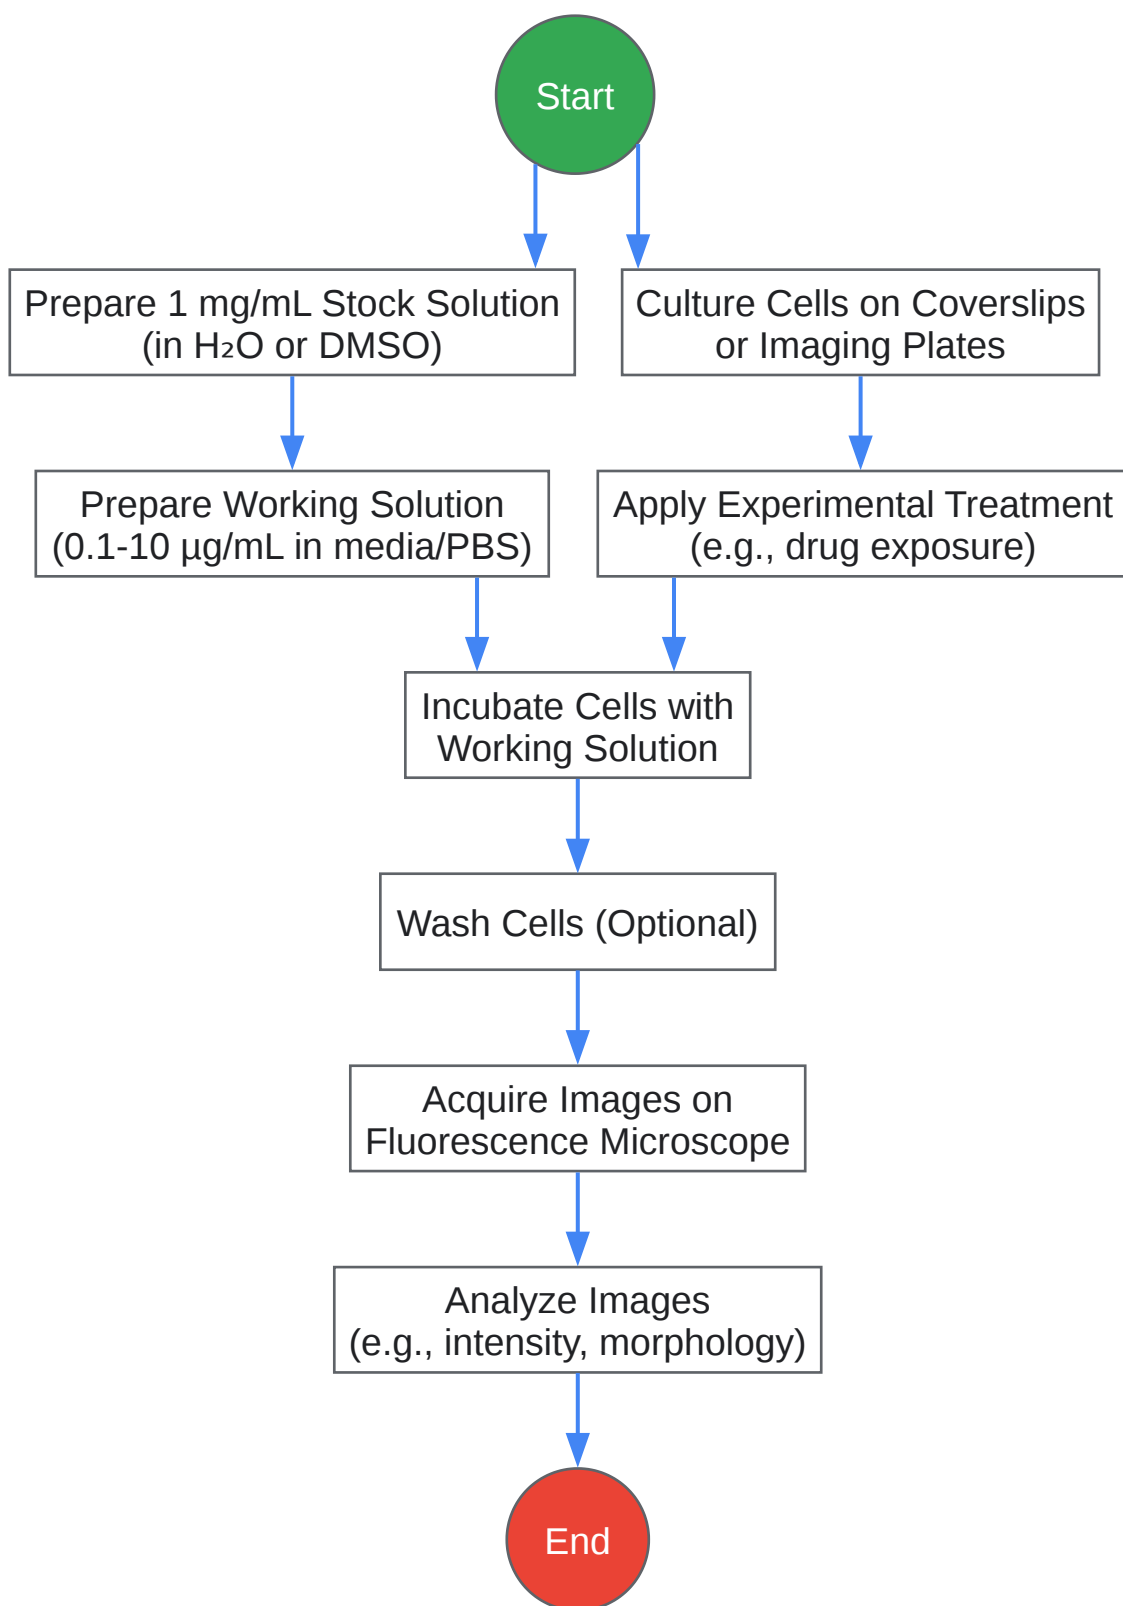 Start
Prepare 1 mg/mL Stock Solution
(in H₂O or DMSO)
Culture Cells on Coverslips
or Imaging Plates
Prepare Working Solution
(0.1-10 µg/mL in media/PBS)
Apply Experimental Treatment
(e.g., drug exposure)
Incubate Cells with
Working Solution
Wash Cells (Optional)
Acquire Images on
Fluorescence Microscope
Analyze Images
(e.g., intensity, morphology)
End